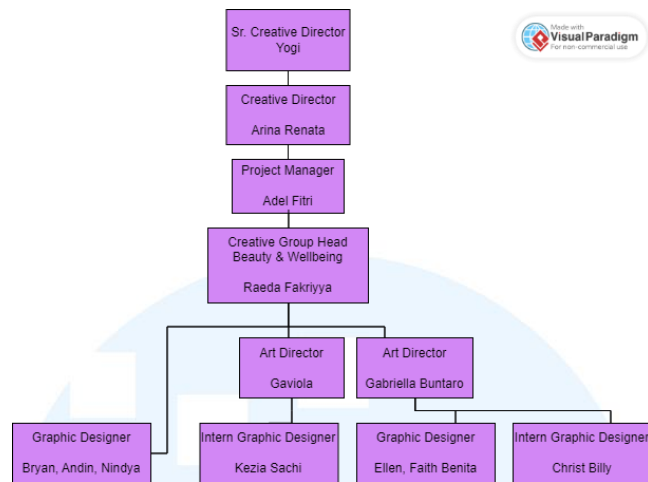 Made with
Visual Paradigm
For non-commercial use
Sr. Creative Director
Yogi
Creative Director
Arina Renata
Project Manager
Adel Fitri
Creative Group Head
Beauty & Wellbeing
Raeda Fakriyya
Art Director
Gaviola
Art Director
Gabriella Buntaro
Graphic Designer
Bryan, Andin, Nindya
Intern Graphic Designer
Kezia Sachi
Graphic Designer
Ellen, Faith Benita
Intern Graphic Designer
Christ Billy